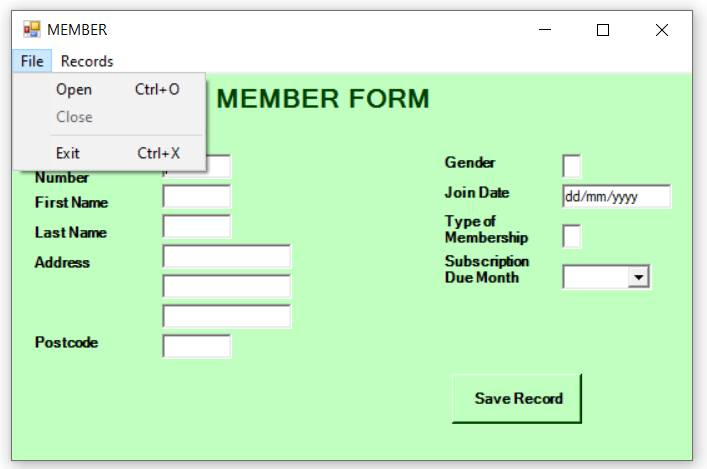 MEMBER
File Records
Open Ctrl+O
Close
Exit Ctrl+X
MEMBER FORM
Number
First Name
Last Name
Address
Postcode
Gender
Join Date dd/mm/yyyy
Type of
Membership
Subscription
Due Month
Save Record